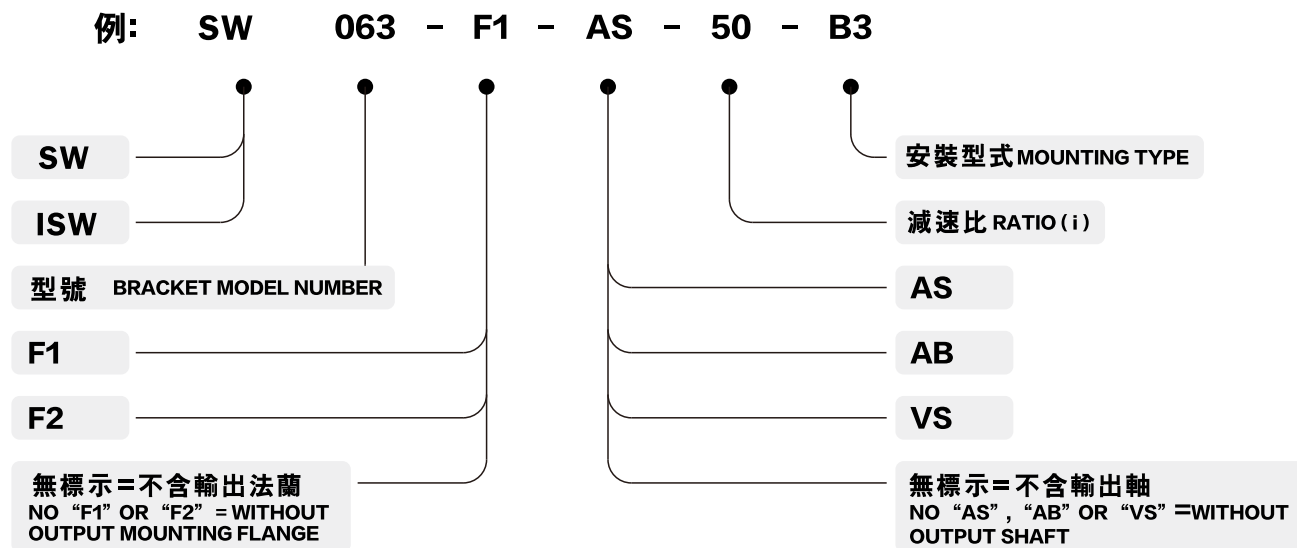 例: SW 063 - F1 - AS - 50 - B3
SW
ISW
型號 BRACKET MODEL NUMBER
F1
F2
無標示=不含輸出法蘭
NO “F1” OR “F2” = WITHOUT
OUTPUT MOUNTING FLANGE
安裝型式 MOUNTING TYPE
減速比 RATIO ( i )
AS
AB
VS
無標示=不含輸出軸
NO “AS” , “AB” OR “VS” =WITHOUT
OUTPUT SHAFT